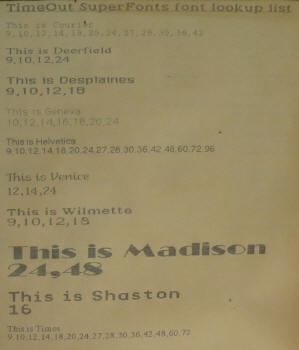 TimeOut SuperFonts font lookup list
This is Courier
9,10,12,14,18,20,24,27,28,30,36,42
This is Deerfield
9,10,12,24
This is Desplaines
9,10,12,18
This is Geneva
10,12,14,16,18,20,24
This is Helvetica
9,10,12,14,18,20,24,27,28,30,36,42,48,60,72,96
This is Venice
12,14,24
This is Wilmette
9,10,12,18
This is Madison
24,48
This is Shaston
16
This is Times
9,10,12,14,18,20,24,27,28,30,36,42,48,60,72